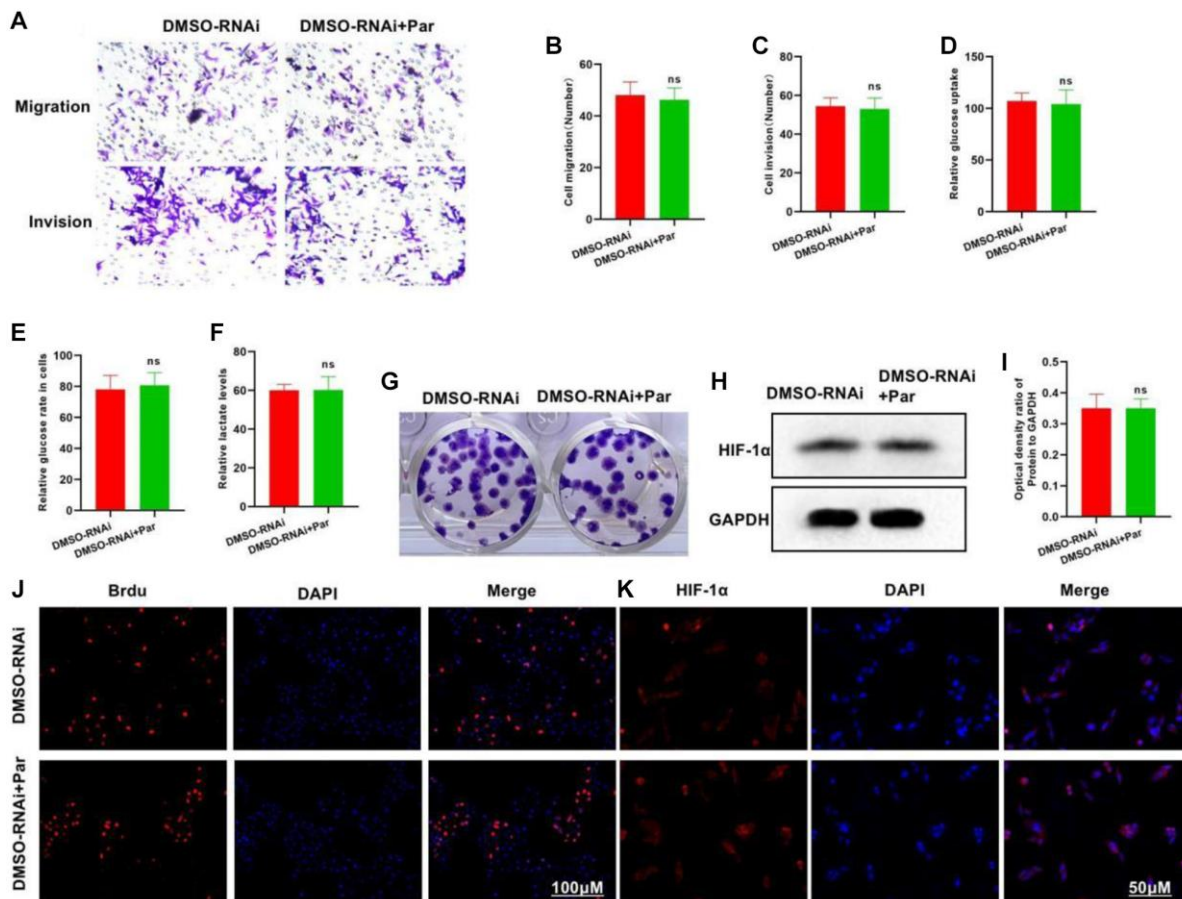 A
DMSO-RNAi
DMSO-RNAi+Par
Migration
Invision
B
Cell migration(Number)
60
40
20
0
ns
DMSO-RNAi
DMSO-RNAi+Par
C
Cell invision(Number)
80
60
40
20
0
ns
DMSO-RNAi
DMSO-RNAi+Par
D
Relative glucose uptake
150
100
50
0
ns
DMSO-RNAi
DMSO-RNAi+Par
E
Relative glucose rate in cells
100
80
60
40
20
0
ns
DMSO-RNAi
DMSO-RNAi+Par
F
Relative lactate levels
80
60
40
20
0
ns
DMSO-RNAi
DMSO-RNAi+Par
G
DMSO-RNAi
DMSO-RNAi+Par
H
DMSO-RNAi
DMSO-RNAi
+Par
HIF-1α
GAPDH
I
Optical density ratio of
Protein to GAPDH
0.5
0.4
0.3
0.2
0.1
0.0
ns
DMSO-RNAi
DMSO-RNAi+Par
J
Brdu
DAPI
Merge
DMSO-RNAi
DMSO-RNAi+Par
100μM
K
HIF-1α
DAPI
Merge
50μM